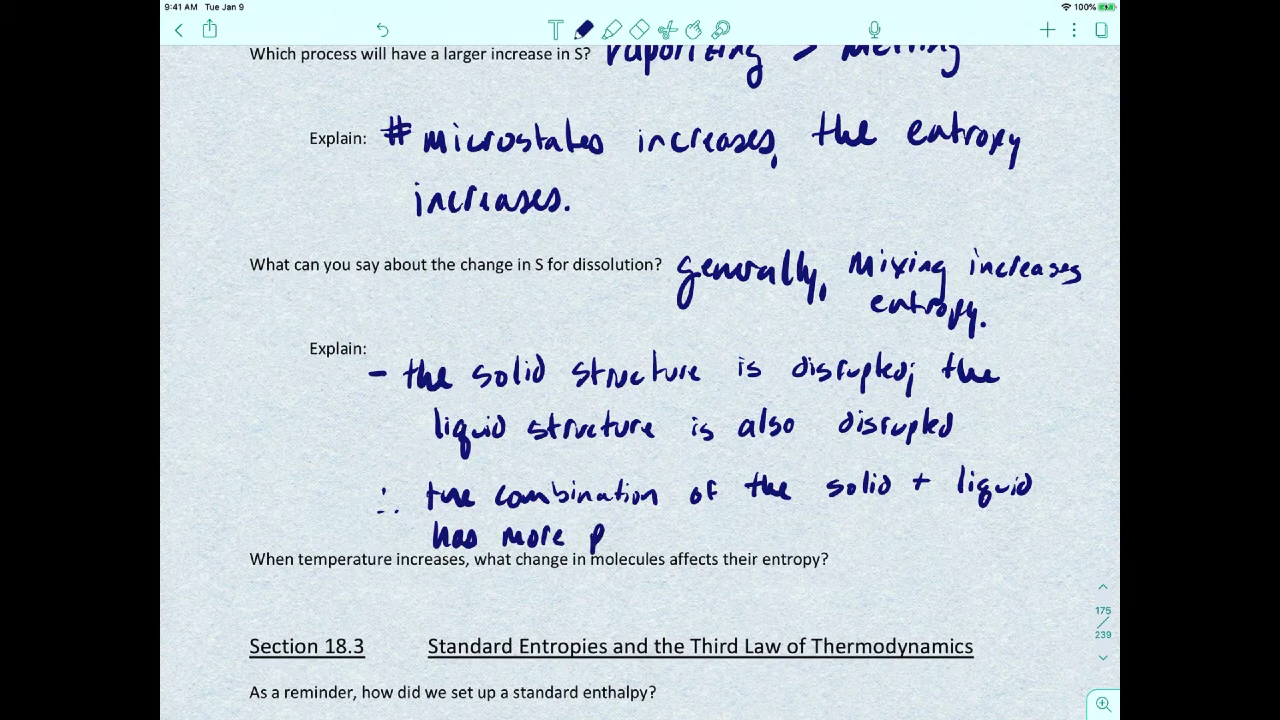 9:41 AM Tue Jan 9
100%
Which process will have a larger increase in S? vaporizing > melting
Explain: # microstates increases, the entropy
increases.
What can you say about the change in S for dissolution? generally, mixing increases
entropy.
Explain:
- the solid structure is disrupted; the
liquid structure is also disrupted
∴ the combination of the solid + liquid
has more p
When temperature increases, what change in molecules affects their entropy?
175
/
239
Section 18.3 Standard Entropies and the Third Law of Thermodynamics
As a reminder, how did we set up a standard enthalpy?